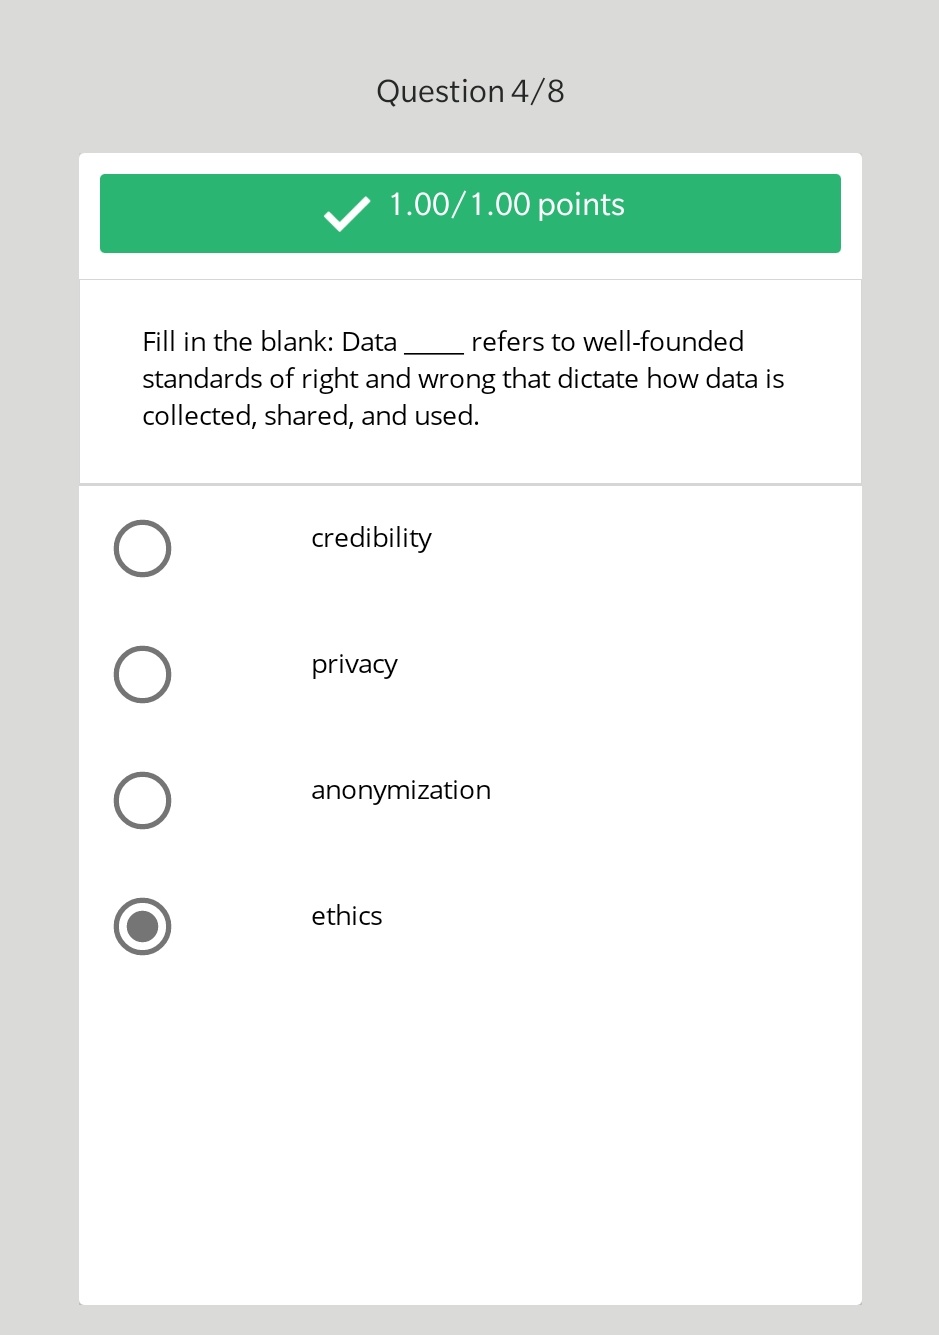 Question 4/8
1.00/1.00 points
Fill in the blank: Data _____ refers to well-founded
standards of right and wrong that dictate how data is
collected, shared, and used.
credibility
privacy
anonymization
ethics